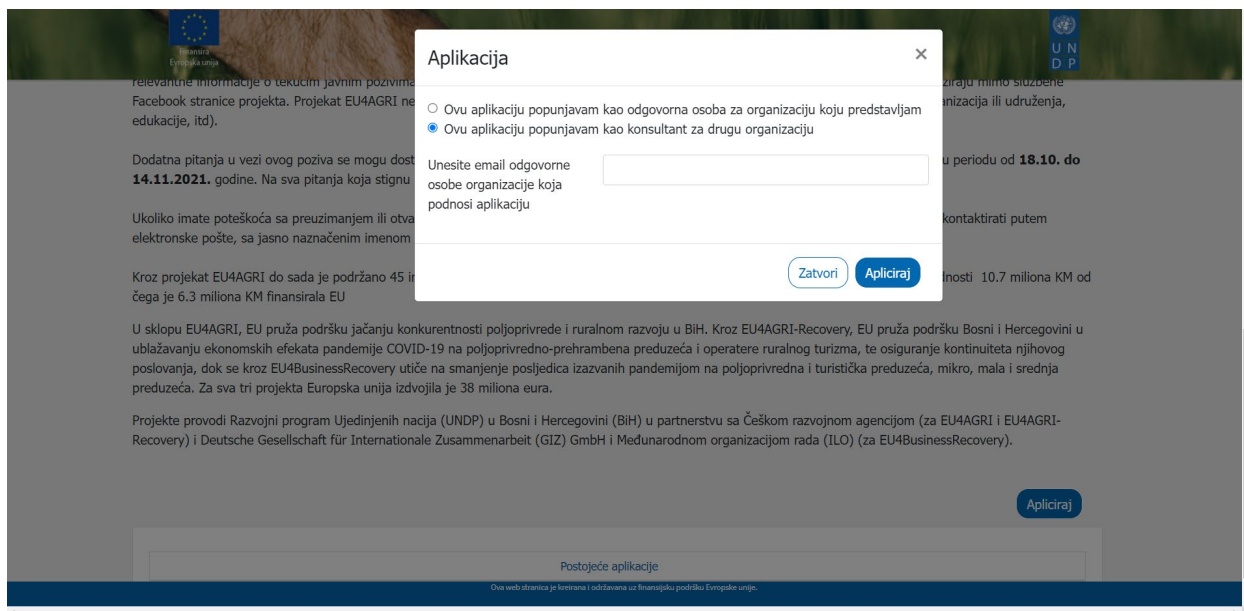 Finansira
Evropska unija
U N
D P
Aplikacija
×
relevantne informacije o tekućim javnim pozivima
ziraju mimo službene
Facebook stranice projekta. Projekat EU4AGRI ne
anizacija ili udruženja,
edukacije, itd).
Ovu aplikaciju popunjavam kao odgovorna osoba za organizaciju koju predstavljam
Ovu aplikaciju popunjavam kao konsultant za drugu organizaciju
Unesite email odgovorne
osobe organizacije koja
podnosi aplikaciju
Dodatna pitanja u vezi ovog poziva se mogu dost
u periodu od 18.10. do
14.11.2021. godine. Na sva pitanja koja stignu
Ukoliko imate poteškoća sa preuzimanjem ili otva
kontaktirati putem
elektronske pošte, sa jasno naznačenim imenom
Zatvori
Apliciraj
Kroz projekat EU4AGRI do sada je podržano 45 in
dnosti 10.7 miliona KM od
čega je 6.3 miliona KM finansirala EU
U sklopu EU4AGRI, EU pruža podršku jačanju konkurentnosti poljoprivrede i ruralnom razvoju u BiH. Kroz EU4AGRI-Recovery, EU pruža podršku Bosni i Hercegovini u
ublažavanju ekonomskih efekata pandemije COVID-19 na poljoprivredno-prehrambena preduzeća i operatere ruralnog turizma, te osiguranje kontinuiteta njihovog
poslovanja, dok se kroz EU4BusinessRecovery utiče na smanjenje posljedica izazvanih pandemijom na poljoprivredna i turistička preduzeća, mikro, mala i srednja
preduzeća. Za sva tri projekta Europska unija izdvojila je 38 miliona eura.
Projekte provodi Razvojni program Ujedinjenih nacija (UNDP) u Bosni i Hercegovini (BiH) u partnerstvu sa Češkom razvojnom agencijom (za EU4AGRI i EU4AGRI-
Recovery) i Deutsche Gesellschaft für Internationale Zusammenarbeit (GIZ) GmbH i Međunarodnom organizacijom rada (ILO) (za EU4BusinessRecovery).
Apliciraj
Postojeće aplikacije
Ova web stranica je kreirana i održavana uz finansijsku podršku Evropske unije.